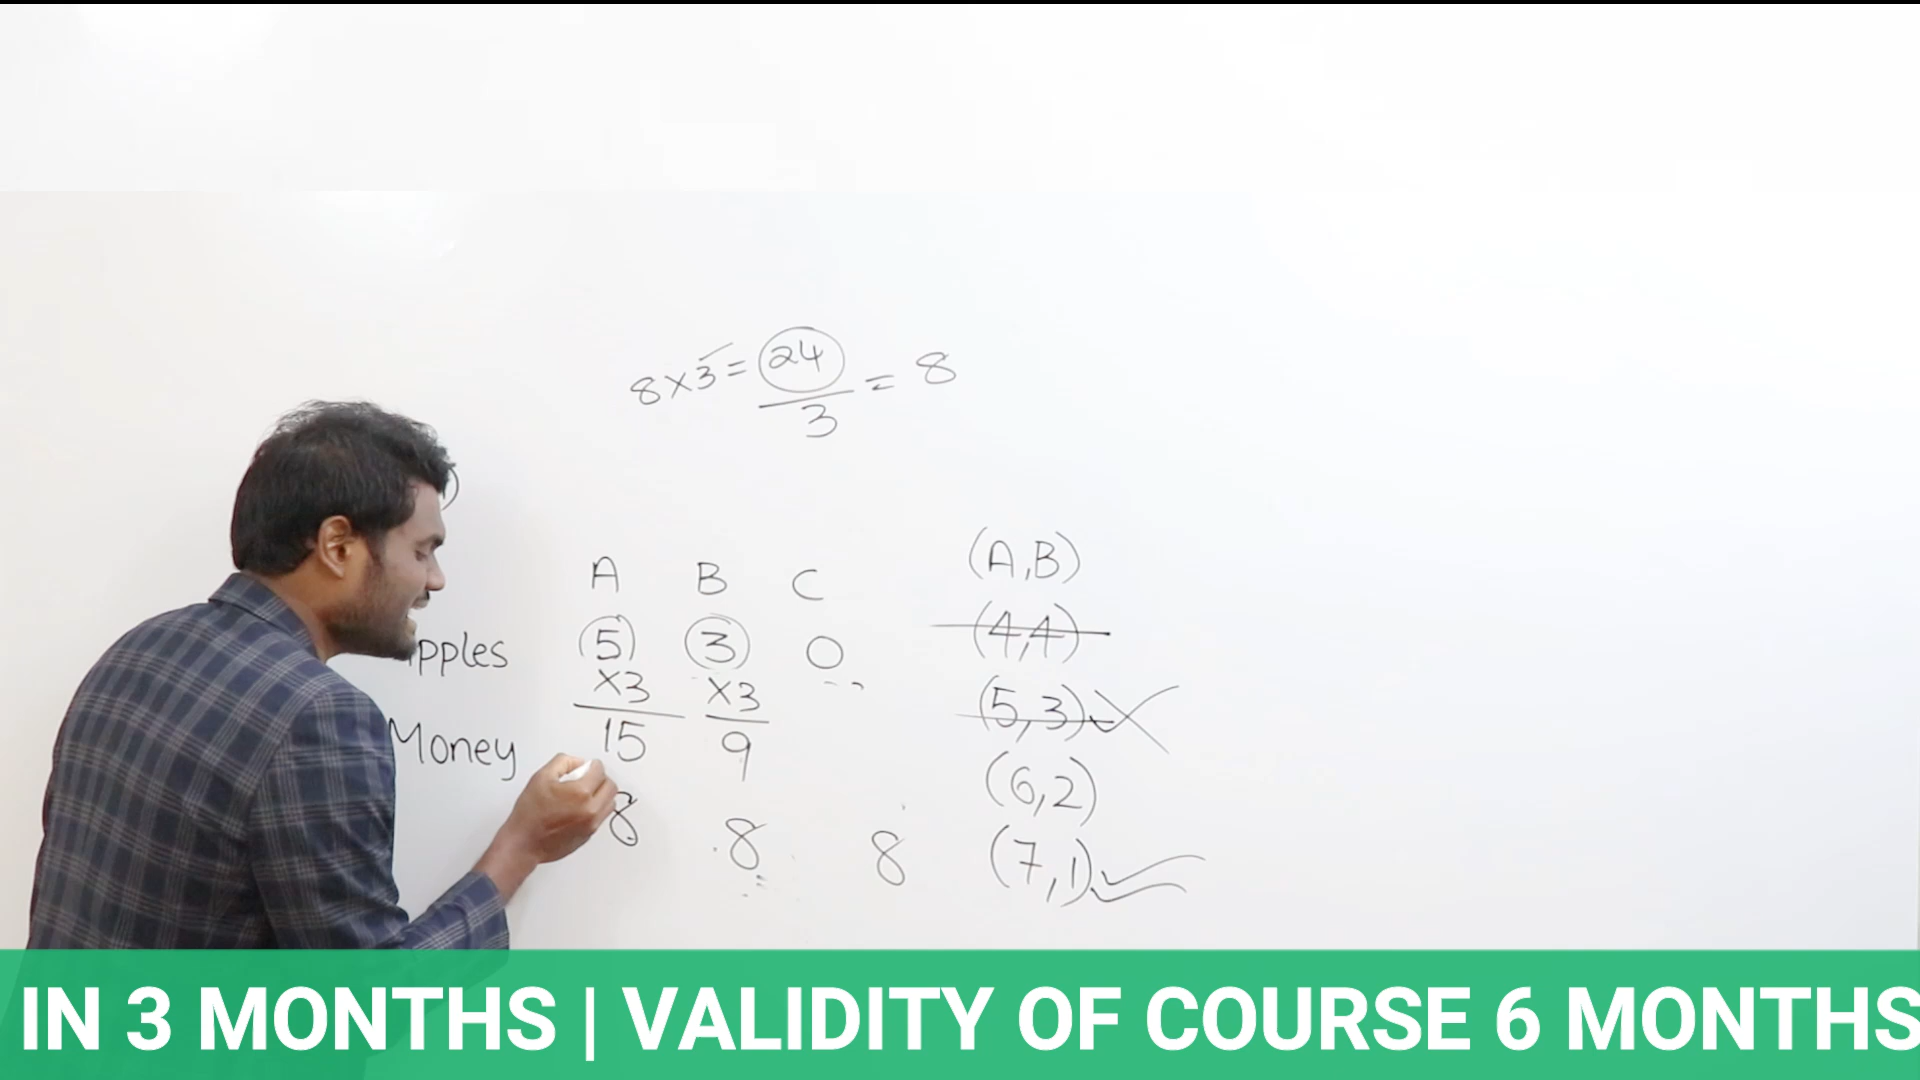 8×3 = 24/3 = 8
)
A B C (A,B)
pples 5 3 0 (4,4)
×3 ×3 (5,3)
Money 15 9 (6,2)
8 8 8 (7,1)
IN 3 MONTHS | VALIDITY OF COURSE 6 MONTHS